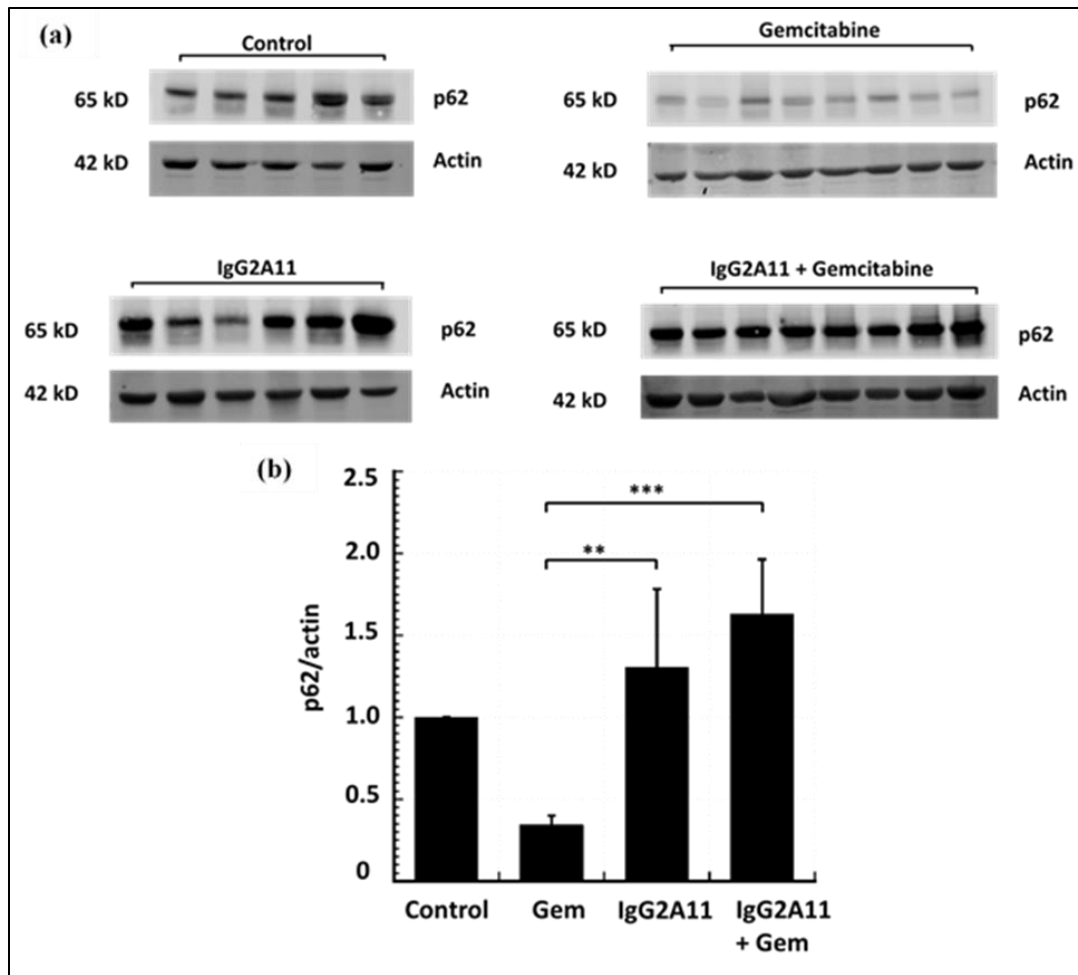 (a)
Control
65 kD
p62
42 kD
Actin
Gemcitabine
65 kD
p62
42 kD
Actin
IgG2A11
65 kD
p62
42 kD
Actin
IgG2A11 + Gemcitabine
65 kD
p62
42 kD
Actin
(b)
p62/actin
2.5
2.0
1.5
1.0
0.5
0
***
**
Control
Gem
IgG2A11
IgG2A11
+ Gem